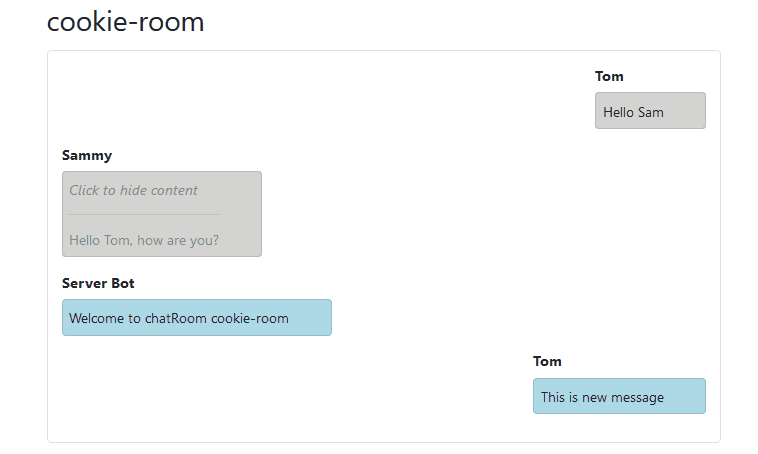 cookie-room
Tom
Hello Sam
Sammy
Click to hide content
Hello Tom, how are you?
Server Bot
Welcome to chatRoom cookie-room
Tom
This is new message